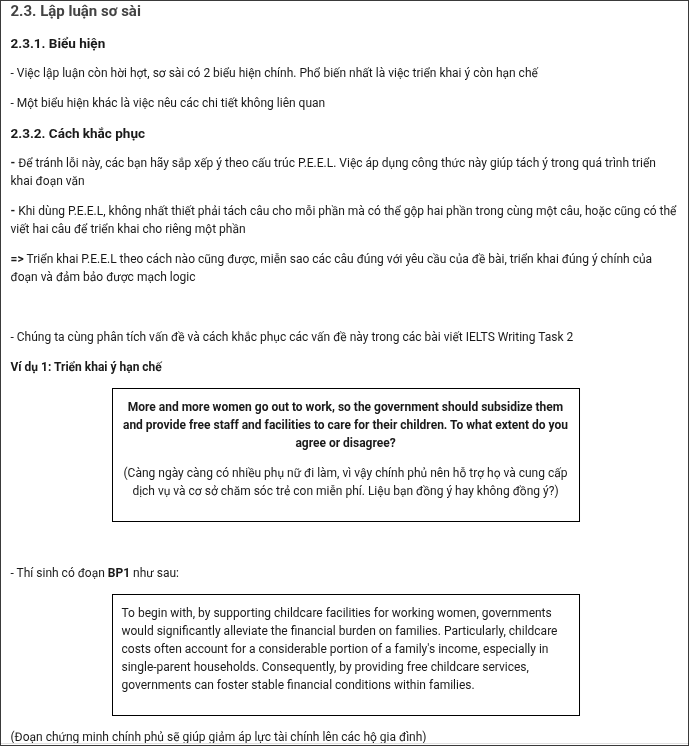 2.3. Lập luận sơ sài
2.3.1. Biểu hiện
- Việc lập luận còn hời hợt, sơ sài có 2 biểu hiện chính. Phổ biến nhất là việc triển khai ý còn hạn chế
- Một biểu hiện khác là việc nêu các chi tiết không liên quan
2.3.2. Cách khắc phục
- Để tránh lỗi này, các bạn hãy sắp xếp ý theo cấu trúc P.E.E.L. Việc áp dụng công thức này giúp tách ý trong quá trình triển
khai đoạn văn
- Khi dùng P.E.E.L, không nhất thiết phải tách câu cho mỗi phần mà có thể gộp hai phần trong cùng một câu, hoặc cũng có thể
viết hai câu để triển khai cho riêng một phần
=> Triển khai P.E.E.L theo cách nào cũng được, miễn sao các câu đúng với yêu cầu của đề bài, triển khai đúng ý chính của
đoạn và đảm bảo được mạch logic
- Chúng ta cùng phân tích vấn đề và cách khắc phục các vấn đề này trong các bài viết IELTS Writing Task 2
Ví dụ 1: Triển khai ý hạn chế
More and more women go out to work, so the government should subsidize them
and provide free staff and facilities to care for their children. To what extent do you
agree or disagree?
(Càng ngày càng có nhiều phụ nữ đi làm, vì vậy chính phủ nên hỗ trợ họ và cung cấp
dịch vụ và cơ sở chăm sóc trẻ con miễn phí. Liệu bạn đồng ý hay không đồng ý?)
- Thí sinh có đoạn BP1 như sau:
To begin with, by supporting childcare facilities for working women, governments
would significantly alleviate the financial burden on families. Particularly, childcare
costs often account for a considerable portion of a family's income, especially in
single-parent households. Consequently, by providing free childcare services,
governments can foster stable financial conditions within families.
(Đoạn chứng minh chính phủ sẽ giúp giảm áp lực tài chính lên các hộ gia đình)